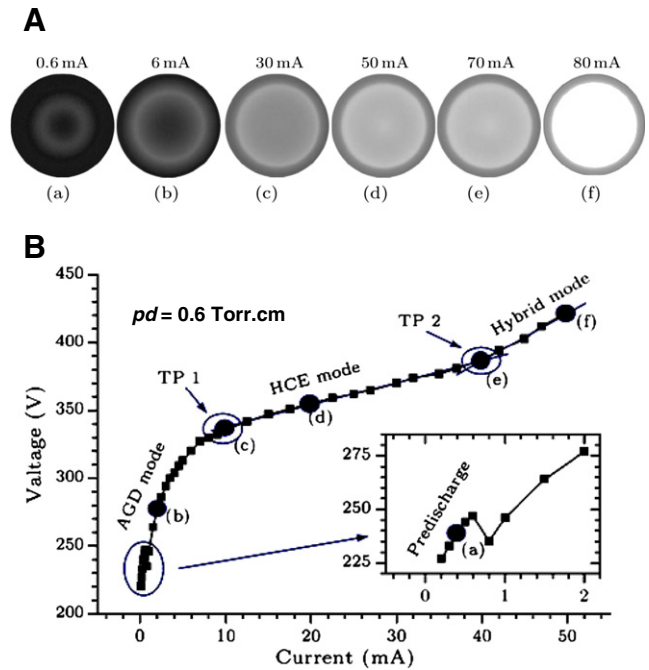 A
0.6 mA 6 mA 30 mA 50 mA 70 mA 80 mA
(a) (b) (c) (d) (e) (f)
B
450
400
350
300
250
200
Valtage (V)
pd = 0.6 Torr.cm
TP 1
TP 2
AGD mode
HCE mode
Hybrid mode
(b)
(c)
(d)
(e)
(f)
275
250
225
Predischarge
(a)
0 1 2
0 10 20 30 40 50
Current (mA)